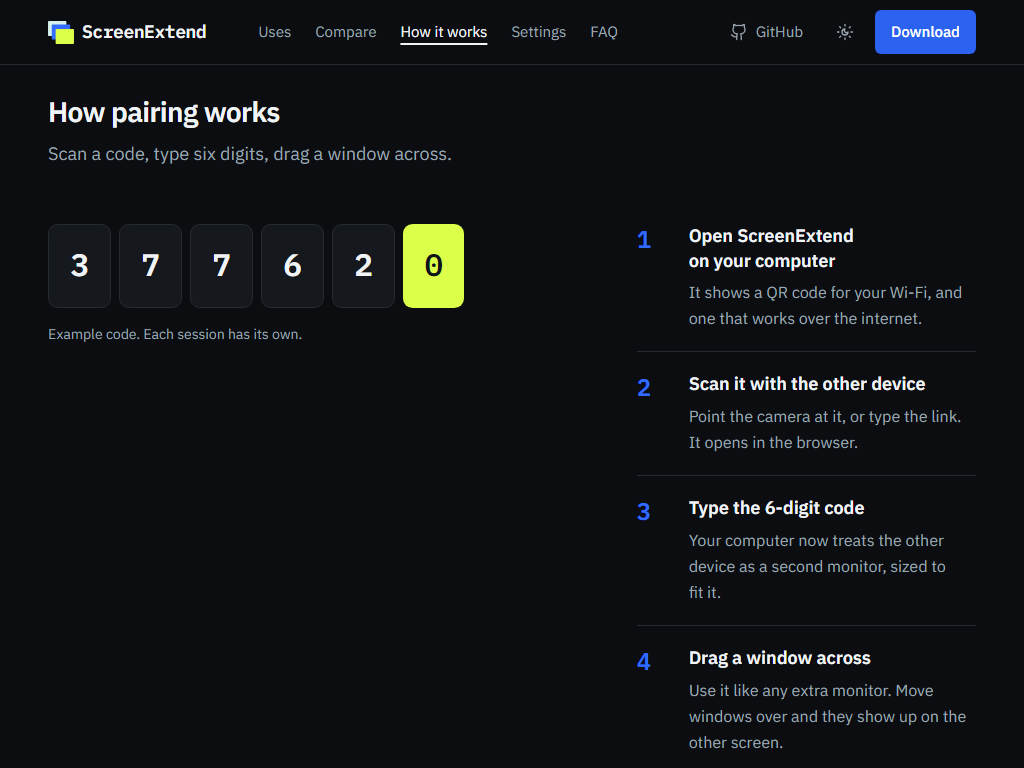 ScreenExtend
Uses
Compare
How it works
Settings
FAQ
GitHub
Download
How pairing works
Scan a code, type six digits, drag a window across.
3 7 7 6 2 0
Example code. Each session has its own.
1
Open ScreenExtend
on your computer
It shows a QR code for your Wi-Fi, and
one that works over the internet.
2
Scan it with the other device
Point the camera at it, or type the link.
It opens in the browser.
3
Type the 6-digit code
Your computer now treats the other
device as a second monitor, sized to
fit it.
4
Drag a window across
Use it like any extra monitor. Move
windows over and they show up on the
other screen.